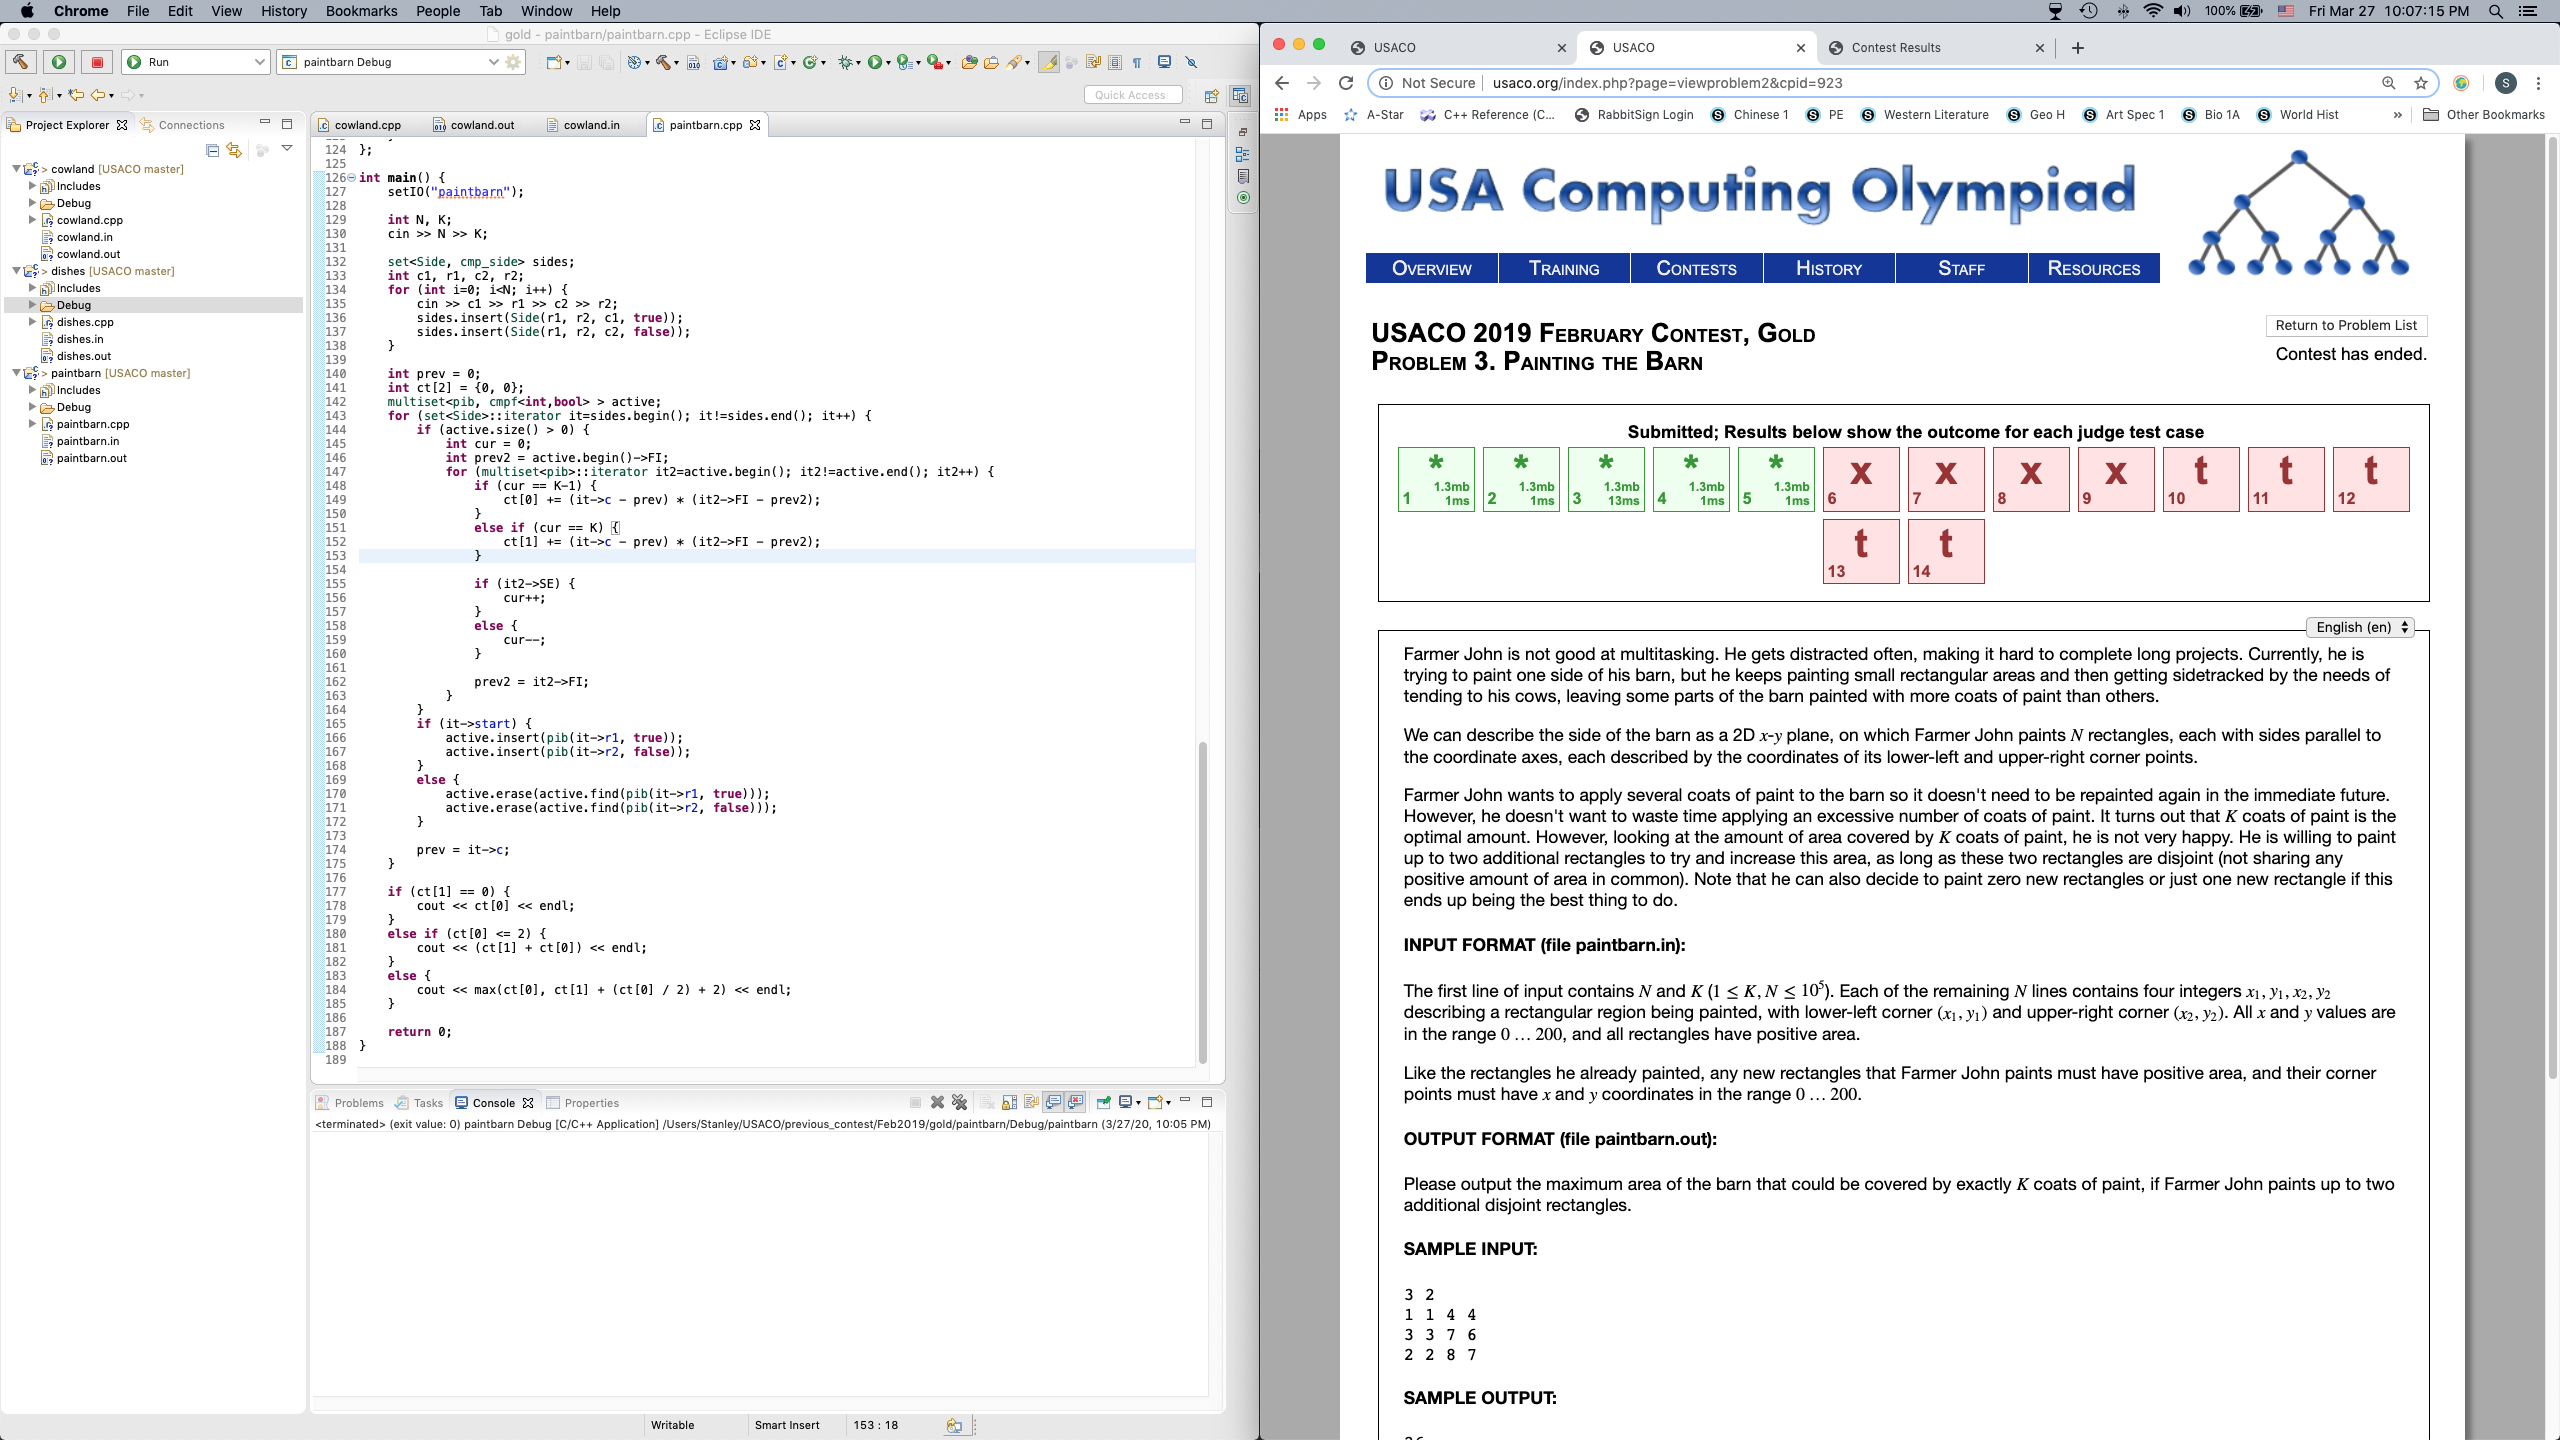 Chrome File Edit View History Bookmarks People Tab Window Help
100% Fri Mar 27 10:07:15 PM
gold - paintbarn/paintbarn.cpp - Eclipse IDE
Run
paintbarn Debug
Quick Access
Project Explorer
Connections
> cowland [USACO master]
Includes
Debug
cowland.cpp
cowland.in
cowland.out
> dishes [USACO master]
Includes
Debug
dishes.cpp
dishes.in
dishes.out
> paintbarn [USACO master]
Includes
Debug
paintbarn.cpp
paintbarn.in
paintbarn.out
cowland.cpp
cowland.out
cowland.in
paintbarn.cpp
124 };
125
126 int main() {
127 setIO("paintbarn");
128
129 int N, K;
130 cin >> N >> K;
131
132 set<Side, cmp_side> sides;
133 int c1, r1, c2, r2;
134 for (int i=0; i<N; i++) {
135 cin >> c1 >> r1 >> c2 >> r2;
136 sides.insert(Side(r1, r2, c1, true));
137 sides.insert(Side(r1, r2, c2, false));
138 }
139
140 int prev = 0;
141 int ct[2] = {0, 0};
142 multiset<pib, cmpf<int,bool> > active;
143 for (set<Side>::iterator it=sides.begin(); it!=sides.end(); it++) {
144 if (active.size() > 0) {
145 int cur = 0;
146 int prev2 = active.begin()->FI;
147 for (multiset<pib>::iterator it2=active.begin(); it2!=active.end(); it2++) {
148 if (cur == K-1) {
149 ct[0] += (it->c - prev) * (it2->FI - prev2);
150 }
151 else if (cur == K) {
152 ct[1] += (it->c - prev) * (it2->FI - prev2);
153 }
154
155 if (it2->SE) {
156 cur++;
157 }
158 else {
159 cur--;
160 }
161
162 prev2 = it2->FI;
163 }
164 }
165 if (it->start) {
166 active.insert(pib(it->r1, true));
167 active.insert(pib(it->r2, false));
168 }
169 else {
170 active.erase(active.find(pib(it->r1, true)));
171 active.erase(active.find(pib(it->r2, false)));
172 }
173
174 prev = it->c;
175 }
176
177 if (ct[1] == 0) {
178 cout << ct[0] << endl;
179 }
180 else if (ct[0] <= 2) {
181 cout << (ct[1] + ct[0]) << endl;
182 }
183 else {
184 cout << max(ct[0], ct[1] + (ct[0] / 2) + 2) << endl;
185 }
186
187 return 0;
188 }
189
Problems Tasks Console Properties
<terminated> (exit value: 0) paintbarn Debug [C/C++ Application] /Users/Stanley/USACO/previous_contest/Feb2019/gold/paintbarn/Debug/paintbarn (3/27/20, 10:05 PM)
Writable Smart Insert 153 : 18
USACO
USACO
Contest Results
Not Secure usaco.org/index.php?page=viewproblem2&cpid=923
S
Apps A-Star C++ Reference (C... RabbitSign Login Chinese 1 PE Western Literature Geo H Art Spec 1 Bio 1A World Hist » Other Bookmarks
USA Computing Olympiad
OVERVIEW TRAINING CONTESTS HISTORY STAFF RESOURCES
USACO 2019 FEBRUARY CONTEST, GOLD
PROBLEM 3. PAINTING THE BARN
Return to Problem List
Contest has ended.
Submitted; Results below show the outcome for each judge test case
* 1 1.3mb 1ms
* 2 1.3mb 1ms
* 3 1.3mb 13ms
* 4 1.3mb 1ms
* 5 1.3mb 1ms
x 6
x 7
x 8
x 9
t 10
t 11
t 12
t 13
t 14
English (en)
Farmer John is not good at multitasking. He gets distracted often, making it hard to complete long projects. Currently, he is
trying to paint one side of his barn, but he keeps painting small rectangular areas and then getting sidetracked by the needs of
tending to his cows, leaving some parts of the barn painted with more coats of paint than others.
We can describe the side of the barn as a 2D x-y plane, on which Farmer John paints N rectangles, each with sides parallel to
the coordinate axes, each described by the coordinates of its lower-left and upper-right corner points.
Farmer John wants to apply several coats of paint to the barn so it doesn't need to be repainted again in the immediate future.
However, he doesn't want to waste time applying an excessive number of coats of paint. It turns out that K coats of paint is the
optimal amount. However, looking at the amount of area covered by K coats of paint, he is not very happy. He is willing to paint
up to two additional rectangles to try and increase this area, as long as these two rectangles are disjoint (not sharing any
positive amount of area in common). Note that he can also decide to paint zero new rectangles or just one new rectangle if this
ends up being the best thing to do.
INPUT FORMAT (file paintbarn.in):
The first line of input contains N and K (1 ≤ K, N ≤ 10⁵). Each of the remaining N lines contains four integers x₁, y₁, x₂, y₂
describing a rectangular region being painted, with lower-left corner (x₁, y₁) and upper-right corner (x₂, y₂). All x and y values are
in the range 0 … 200, and all rectangles have positive area.
Like the rectangles he already painted, any new rectangles that Farmer John paints must have positive area, and their corner
points must have x and y coordinates in the range 0 … 200.
OUTPUT FORMAT (file paintbarn.out):
Please output the maximum area of the barn that could be covered by exactly K coats of paint, if Farmer John paints up to two
additional disjoint rectangles.
SAMPLE INPUT:
3 2
1 1 4 4
3 3 7 6
2 2 8 7
SAMPLE OUTPUT: